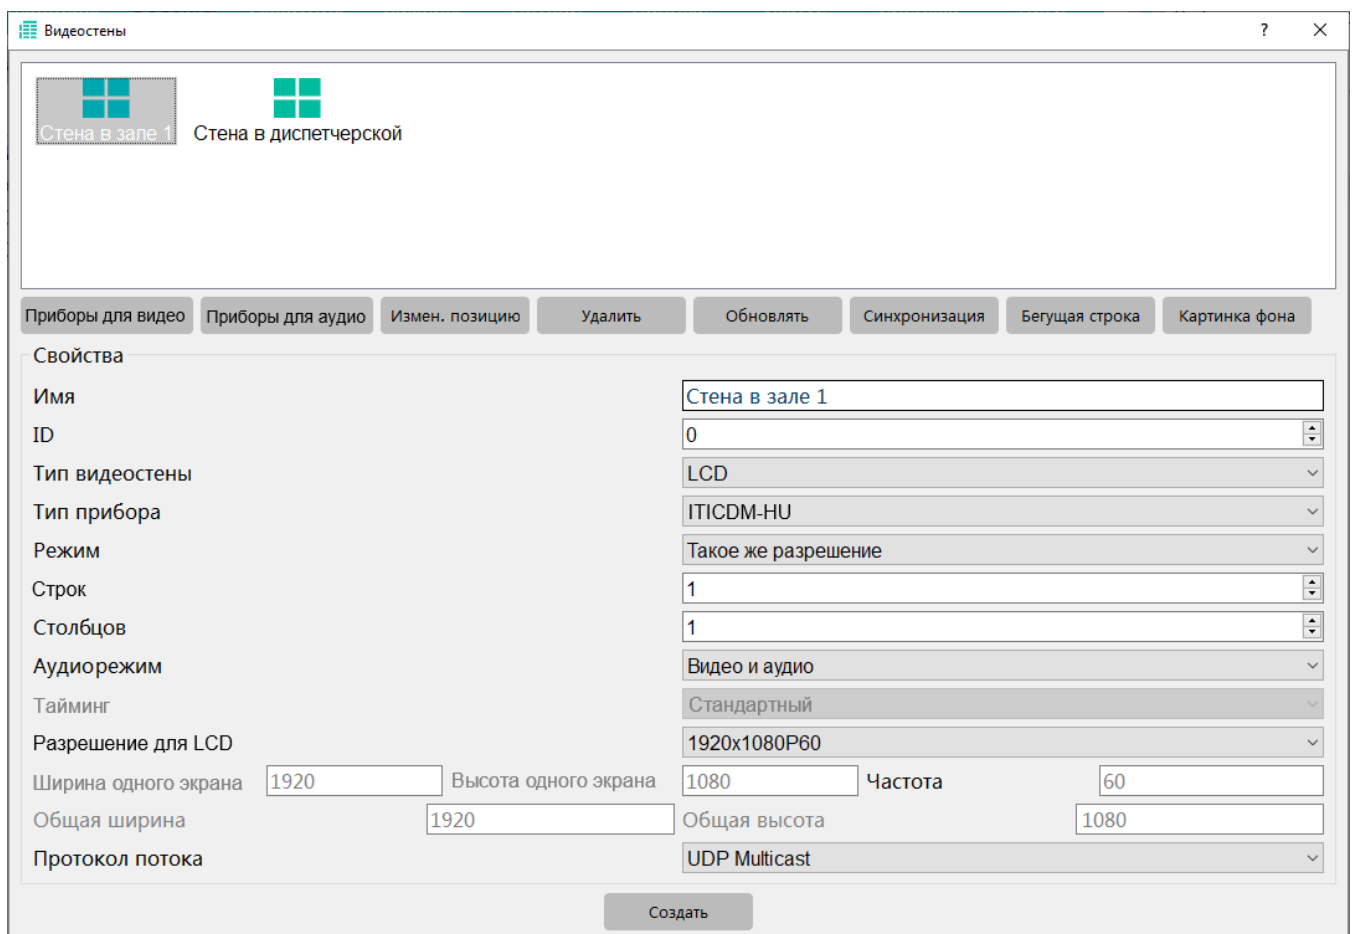 Видеостены ?
Стена в зале 1 Стена в диспетчерской
Приборы для видео Приборы для аудио Измен. позицию Удалить Обновлять Синхронизация Бегущая строка Картинка фона
Свойства
Имя Стена в зале 1
ID 0
Тип видеостены LCD
Тип прибора ITICDM-HU
Режим Такое же разрешение
Строк 1
Столбцов 1
Аудиорежим Видео и аудио
Тайминг Стандартный
Разрешение для LCD 1920x1080P60
Ширина одного экрана 1920 Высота одного экрана 1080 Частота 60
Общая ширина 1920 Общая высота 1080
Протокол потока UDP Multicast
Создать